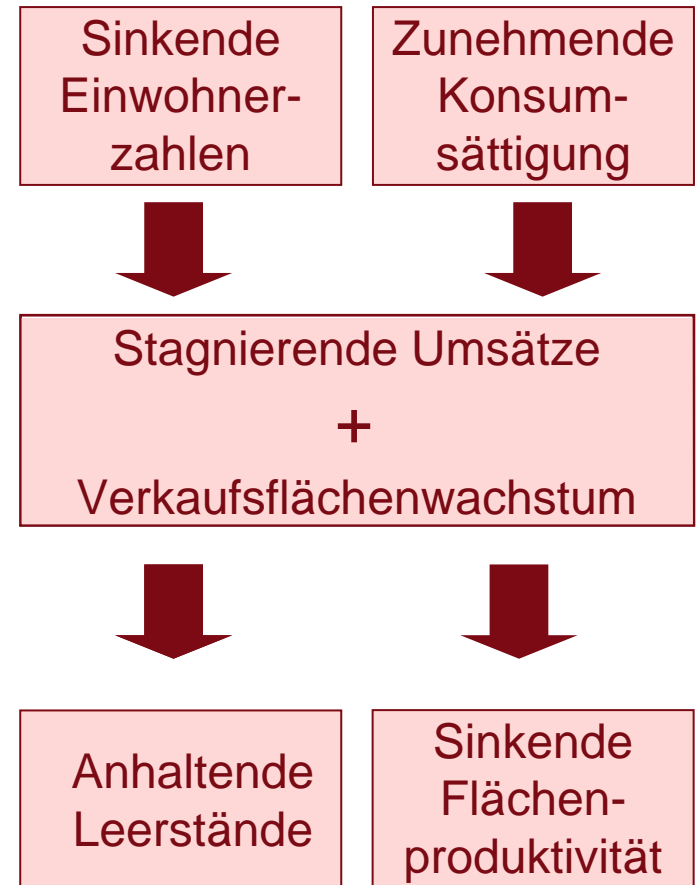 Sinkende
Einwohner-
zahlen
Zunehmende
Konsum-
sättigung
Stagnierende Umsätze
+
Verkaufsflächenwachstum
Anhaltende
Leerstände
Sinkende
Flächen-
produktivität